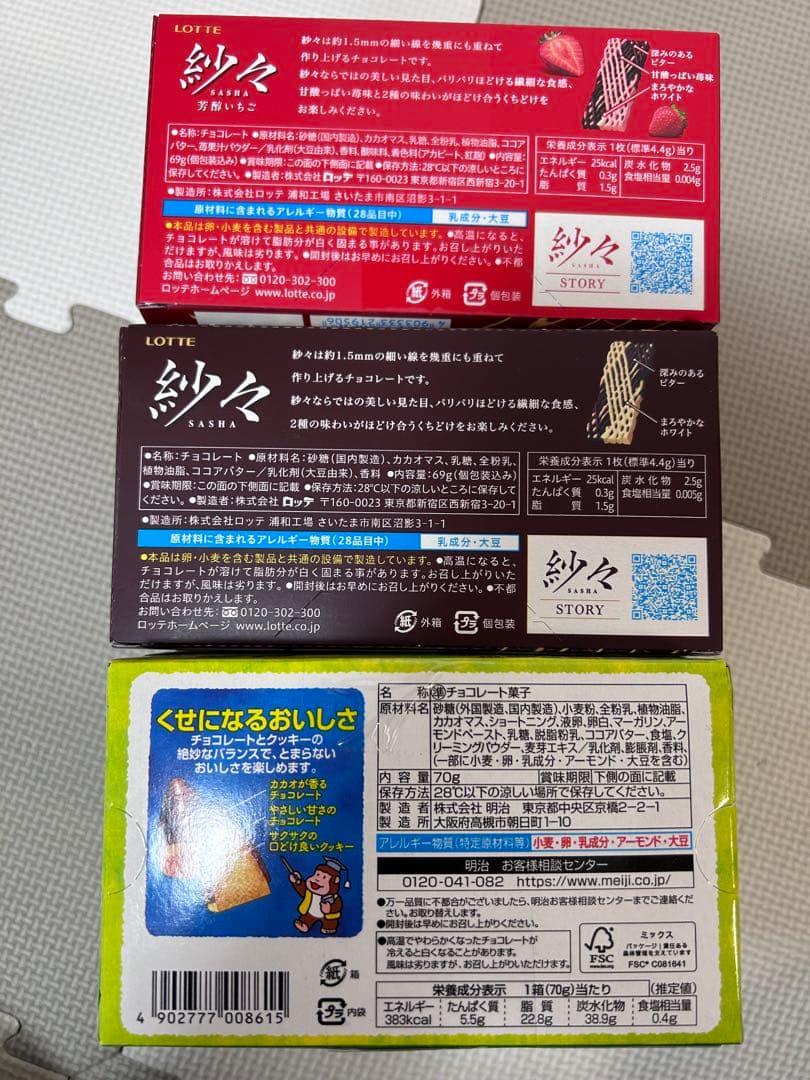 LOTTE
紗々
SASHA
芳醇いちご
紗々は約1.5mmの細い線を幾重にも重ねて
作り上げるチョコレートです。
紗々ならではの美しい見た目、パリパリほどける繊細な食感、
甘酸っぱい苺味と2種の味わいがほどけ合うくちどけを
お楽しみください。
深みのある
ビター
甘酸っぱい苺味
まろやかな
ホワイト
●名称:チョコレート ●原材料名:砂糖(国内製造)、カカオマス、乳糖、全粉乳、植物油脂、ココア
バター、苺果汁パウダー/乳化剤(大豆由来)、香料、酸味料、着色料(アカビート、紅麹) ●内容量:
69g(個包装込み) ●賞味期限:この面の下側面に記載 ●保存方法:28℃以下の涼しいところに
保存してください。 ●製造者:株式会社 ロッテ 〒160-0023 東京都新宿区西新宿3-20-1
●製造所:株式会社ロッテ 浦和工場 さいたま市南区沼影3-1-1
栄養成分表示 1枚(標準4.4g)当り
エネルギー 25kcal 炭水化物 2.5g
たんぱく質 0.3g 食塩相当量 0.004g
脂質 1.5g
原材料に含まれるアレルギー物質(28品目中) 乳成分・大豆
●本品は卵・小麦を含む製品と共通の設備で製造しています。 ●高温になると、
チョコレートが溶けて脂肪分が白く固まる事があります。お召し上がりいた
だけますが、風味は劣ります。 ●開封後はお早めにお召し上がりください。 ●不都
合品はお取りかえします。
お問い合わせ先: 0120-302-300
ロッテホームページ www.lotte.co.jp
紙 外箱 プラ 個包装
紗々
SASHA
STORY
4903333219506
LOTTE
紗々
SASHA
紗々は約1.5mmの細い線を幾重にも重ねて
作り上げるチョコレートです。
紗々ならではの美しい見た目、パリパリほどける繊細な食感、
2種の味わいがほどけ合うくちどけをお楽しみください。
深みのある
ビター
まろやかな
ホワイト
●名称:チョコレート ●原材料名:砂糖(国内製造)、カカオマス、乳糖、全粉乳、
植物油脂、ココアバター/乳化剤(大豆由来)、香料 ●内容量:69g(個包装込み)
●賞味期限:この面の下側面に記載 ●保存方法:28℃以下の涼しいところに保存して
ください。 ●製造者:株式会社 ロッテ 〒160-0023 東京都新宿区西新宿3-20-1
●製造所:株式会社ロッテ 浦和工場 さいたま市南区沼影3-1-1
栄養成分表示 1枚(標準4.4g)当り
エネルギー 25kcal 炭水化物 2.5g
たんぱく質 0.3g 食塩相当量 0.005g
脂質 1.5g
原材料に含まれるアレルギー物質(28品目中) 乳成分・大豆
●本品は卵・小麦を含む製品と共通の設備で製造しています。 ●高温になると、
チョコレートが溶けて脂肪分が白く固まる事があります。お召し上がりいた
だけますが、風味は劣ります。 ●開封後はお早めにお召し上がりください。 ●不都
合品はお取りかえします。
お問い合わせ先: 0120-302-300
ロッテホームページ www.lotte.co.jp
紙 外箱 プラ 個包装
紗々
SASHA
STORY
くせになるおいしさ
チョコレートとクッキーの
絶妙なバランスで、とまらない
おいしさを楽しめます。
カカオが香る
チョコレート
やさしい甘さの
チョコレート
サクサクの
口どけ良いクッキー
4 902777 008615
紙 箱
プラ 内袋
名称 準チョコレート菓子
原材料名 砂糖(外国製造、国内製造)、小麦粉、全粉乳、植物油脂、
カカオマス、ショートニング、液卵、卵白、マーガリン、アー
モンドペースト、乳糖、脱脂粉乳、ココアバター、食塩、ク
リーミングパウダー、麦芽エキス/乳化剤、膨脹剤、香料、
(一部に小麦・卵・乳成分・アーモンド・大豆を含む)
内容量 70g 賞味期限 下側の面に記載
保存方法 28℃以下の涼しい場所で保存してください。
製造者 株式会社 明治 東京都中央区京橋2-2-1
製造所 大阪府高槻市朝日町1-10
アレルギー物質(特定原材料等) 小麦・卵・乳成分・アーモンド・大豆
明治 お客様相談センター
0120-041-082 https://www.meiji.co.jp/
●万一品質に不都合がございましたら、明治お客様相談センターまでご連絡くだ
さい。お取り替えします。
●開封後は早めにお召し上がりください。
●高温でやわらかくなったチョコレートが
冷えると白くなることがあります。
風味は劣りますが、お召し上がりいただけます。
FSC
www.fsc.org
ミックス
パッケージ|責任ある
森林管理を支えています
FSC® C081641
栄養成分表示 1箱(70g)当たり (推定値)
エネルギー たんぱく質 脂質 炭水化物 食塩相当量
383kcal 5.5g 22.8g 38.9g 0.4g